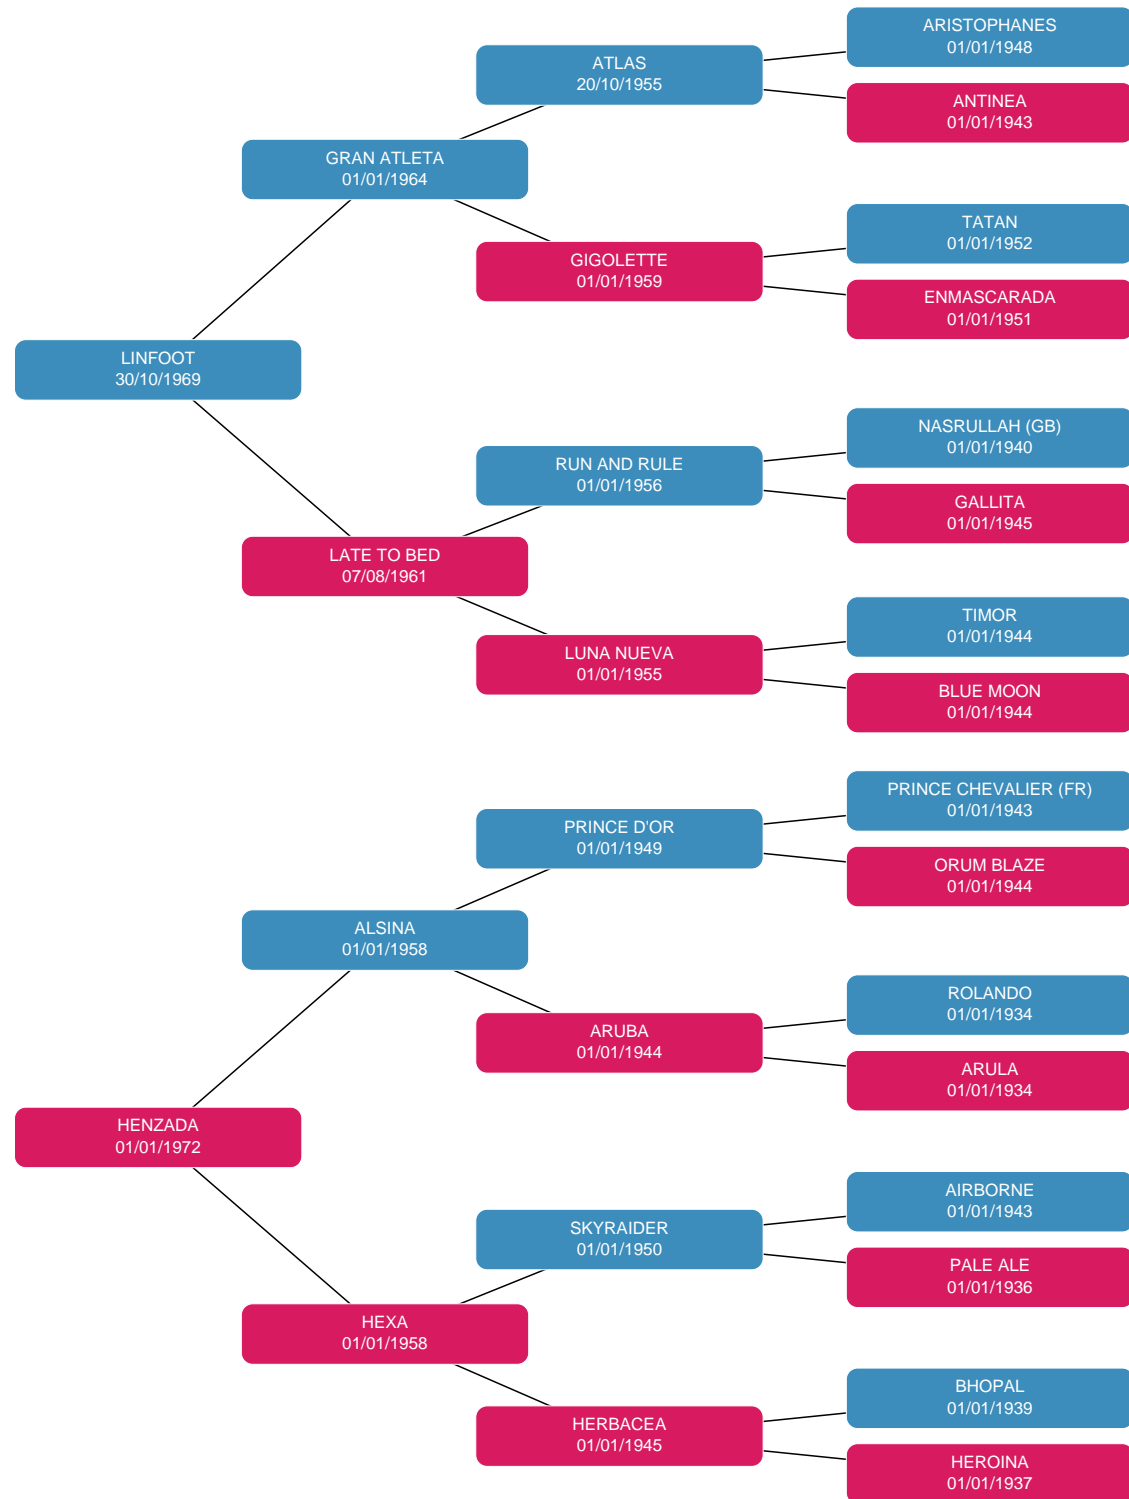 ARISTOPHANES
01/01/1948
ATLAS
20/10/1955
ANTINEA
01/01/1943
GRAN ATLETA
01/01/1964
TATAN
01/01/1952
GIGOLETTE
01/01/1959
ENMASCARADA
01/01/1951
LINFOOT
30/10/1969
NASRULLAH (GB)
01/01/1940
RUN AND RULE
01/01/1956
GALLITA
01/01/1945
LATE TO BED
07/08/1961
TIMOR
01/01/1944
LUNA NUEVA
01/01/1955
BLUE MOON
01/01/1944
PRINCE CHEVALIER (FR)
01/01/1943
PRINCE D'OR
01/01/1949
ORUM BLAZE
01/01/1944
ALSINA
01/01/1958
ROLANDO
01/01/1934
ARUBA
01/01/1944
ARULA
01/01/1934
HENZADA
01/01/1972
AIRBORNE
01/01/1943
SKYRAIDER
01/01/1950
PALE ALE
01/01/1936
HEXA
01/01/1958
BHOPAL
01/01/1939
HERBACEA
01/01/1945
HEROINA
01/01/1937